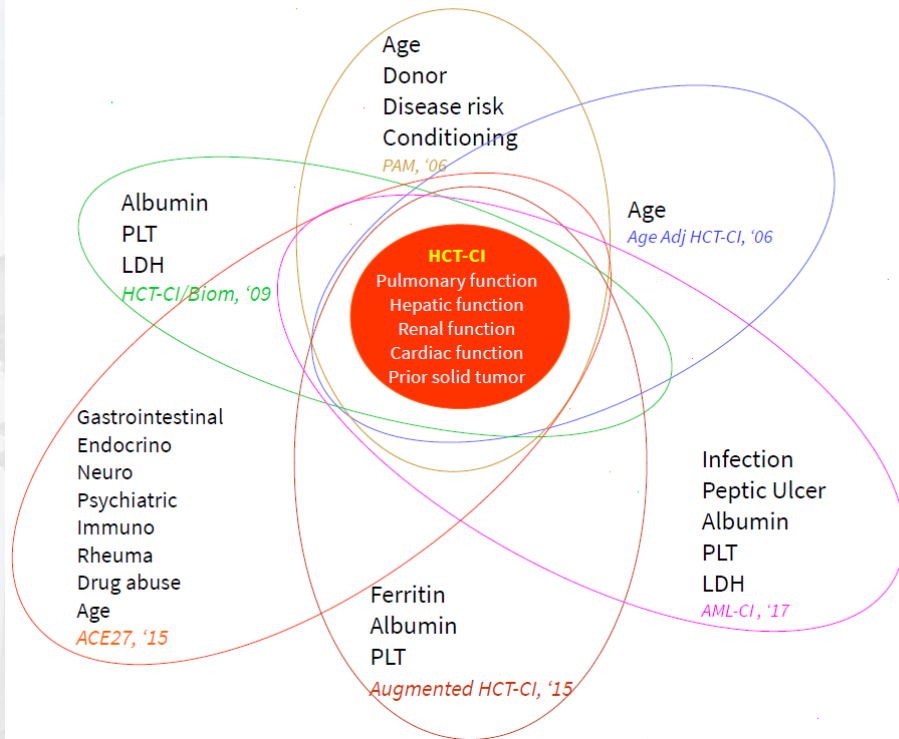 Age
Donor
Disease risk
Conditioning
PAM, ‘06
Albumin
PLT
LDH
HCT-CI/Biom, ‘09
Age
Age Adj HCT-CI, ‘06
HCT-CI
Pulmonary function
Hepatic function
Renal function
Cardiac function
Prior solid tumor
Gastrointestinal
Endocrino
Neuro
Psychiatric
Immuno
Rheuma
Drug abuse
Age
ACE27, ‘15
Ferritin
Albumin
PLT
Augmented HCT-CI, ‘15
Infection
Peptic Ulcer
Albumin
PLT
LDH
AML-CI , ‘17